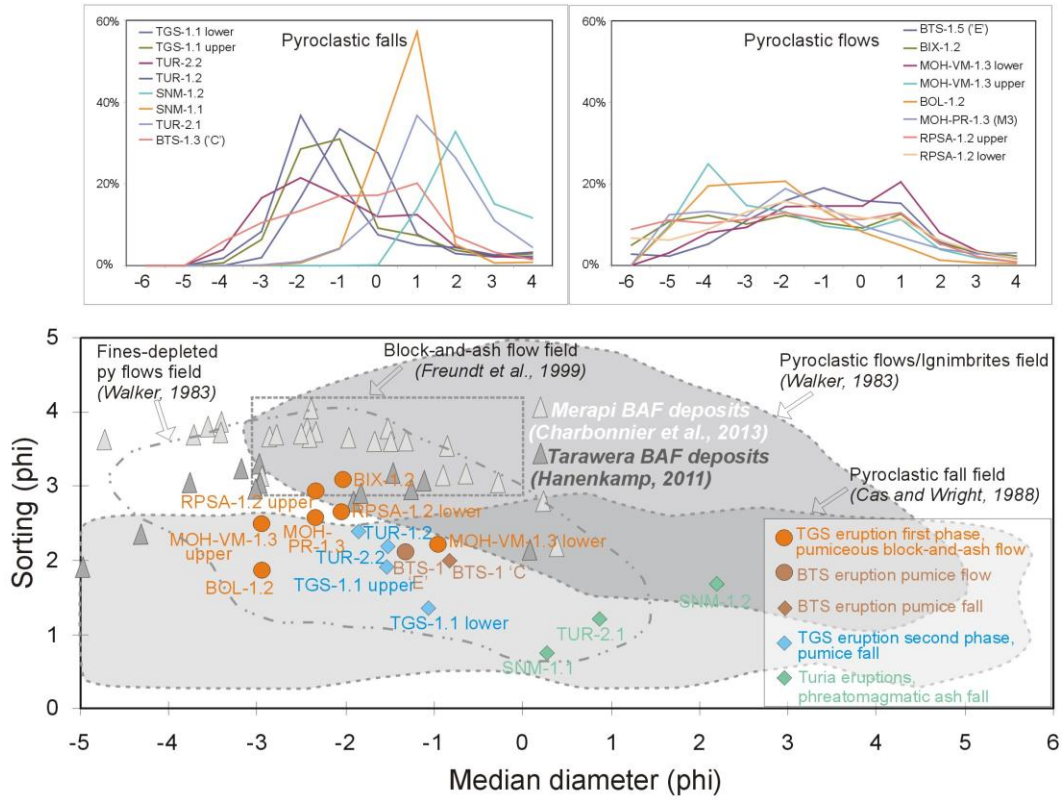 60%
40%
20%
0%
TGS-1.1 lower
TGS-1.1 upper
TUR-2.2
TUR-1.2
SNM-1.2
SNM-1.1
TUR-2.1
BTS-1.3 ('C')
Pyroclastic falls
-6 -5 -4 -3 -2 -1 0 1 2 3 4
60%
40%
20%
0%
Pyroclastic flows
BTS-1.5 ('E')
BIX-1.2
MOH-VM-1.3 lower
MOH-VM-1.3 upper
BOL-1.2
MOH-PR-1.3 (M3)
RPSA-1.2 upper
RPSA-1.2 lower
-6 -5 -4 -3 -2 -1 0 1 2 3 4
Sorting (phi)
5
4
3
2
1
0
Fines-depleted
py flows field
(Walker, 1983)
Block-and-ash flow field
(Freundt et al., 1999)
Pyroclastic flows/Ignimbrites field
(Walker, 1983)
Merapi BAF deposits
(Charbonnier et al., 2013)
Tarawera BAF deposits
(Hanenkamp, 2011)
Pyroclastic fall field
(Cas and Wright, 1988)
BIX-1.2
RPSA-1.2 upper
RPSA-1.2 lower
MOH-VM-1.3
upper
MOH-
PR-1.3
TUR-1.2
MOH-VM-1.3 lower
TUR-2.2
BTS-1
'E'
BTS-1 'C'
BOL-1.2
TGS-1.1 upper
TGS-1.1 lower
SNM-1.2
TUR-2.1
SNM-1.1
TGS eruption first phase,
pumiceous block-and-ash flow
BTS eruption pumice flow
BTS eruption pumice fall
TGS eruption second phase,
pumice fall
Turia eruptions,
phreatomagmatic ash fall
-5 -4 -3 -2 -1 0 1 2 3 4 5 6
Median diameter (phi)